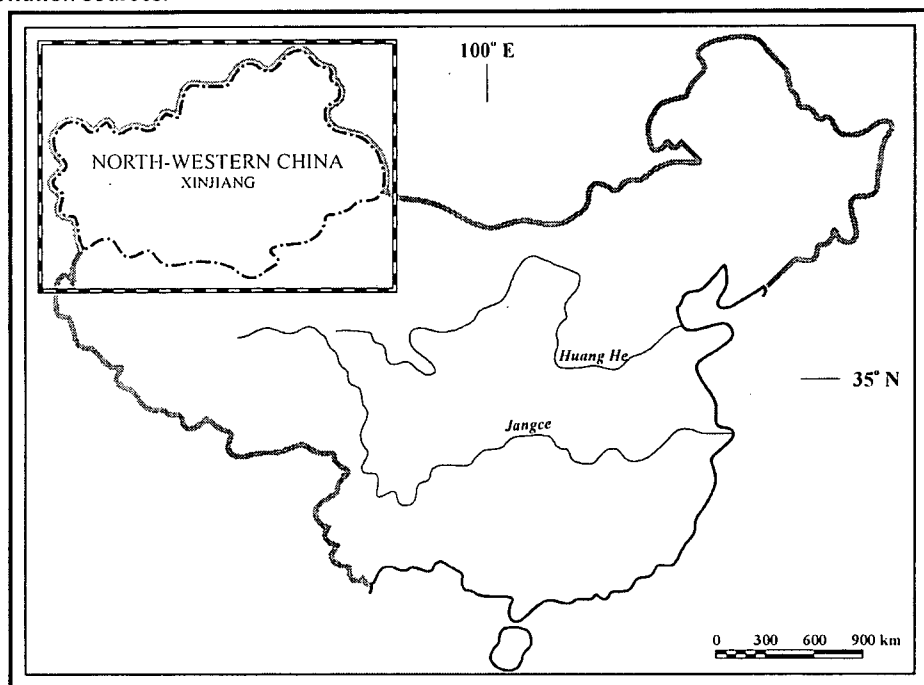 100° E
NORTH-WESTERN CHINA
XINJIANG
Huang He
35° N
Jangce
0 300 600 900 km